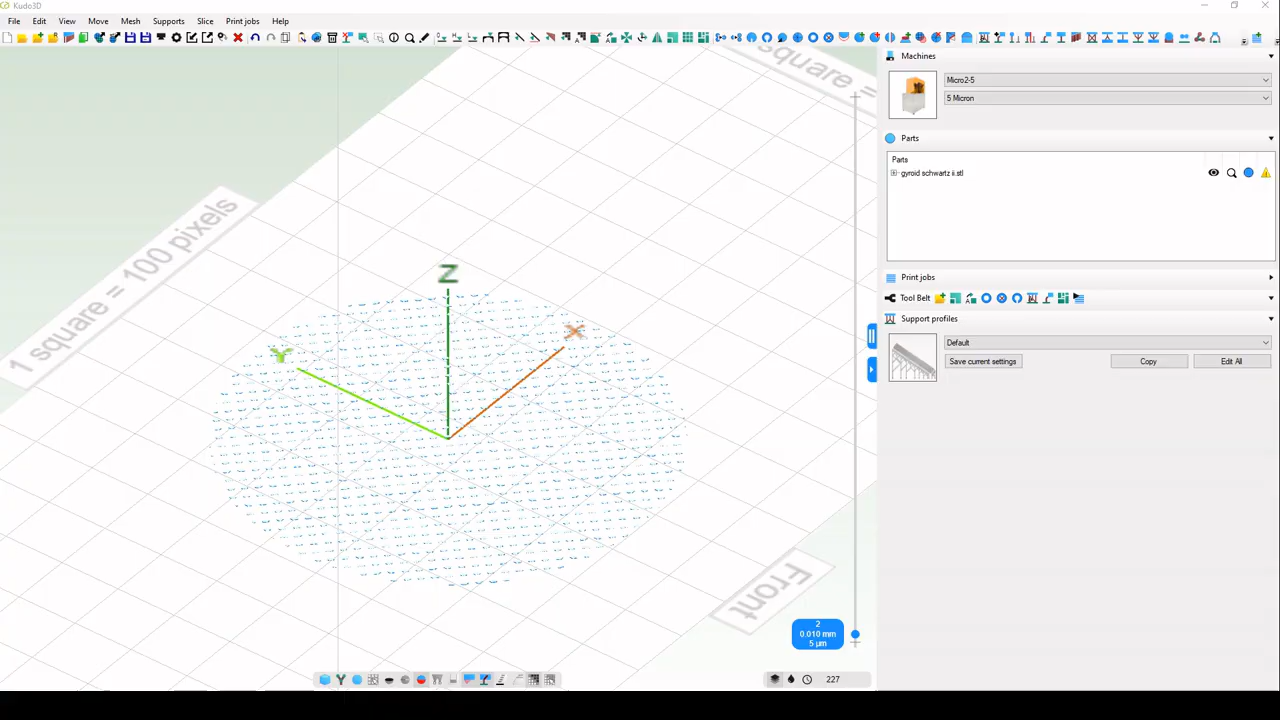 Kudo3D
File Edit View Move Mesh Supports Slice Print jobs Help
Machines
Micro2-5
5 Micron
Parts
Parts
gyroid schwartz ii.stl
Print jobs
Tool Belt
Support profiles
Default
Save current settings Copy Edit All
square =
1 square = 100 pixels
Z
X
Y
Front
2
0.010 mm
5 µm
227